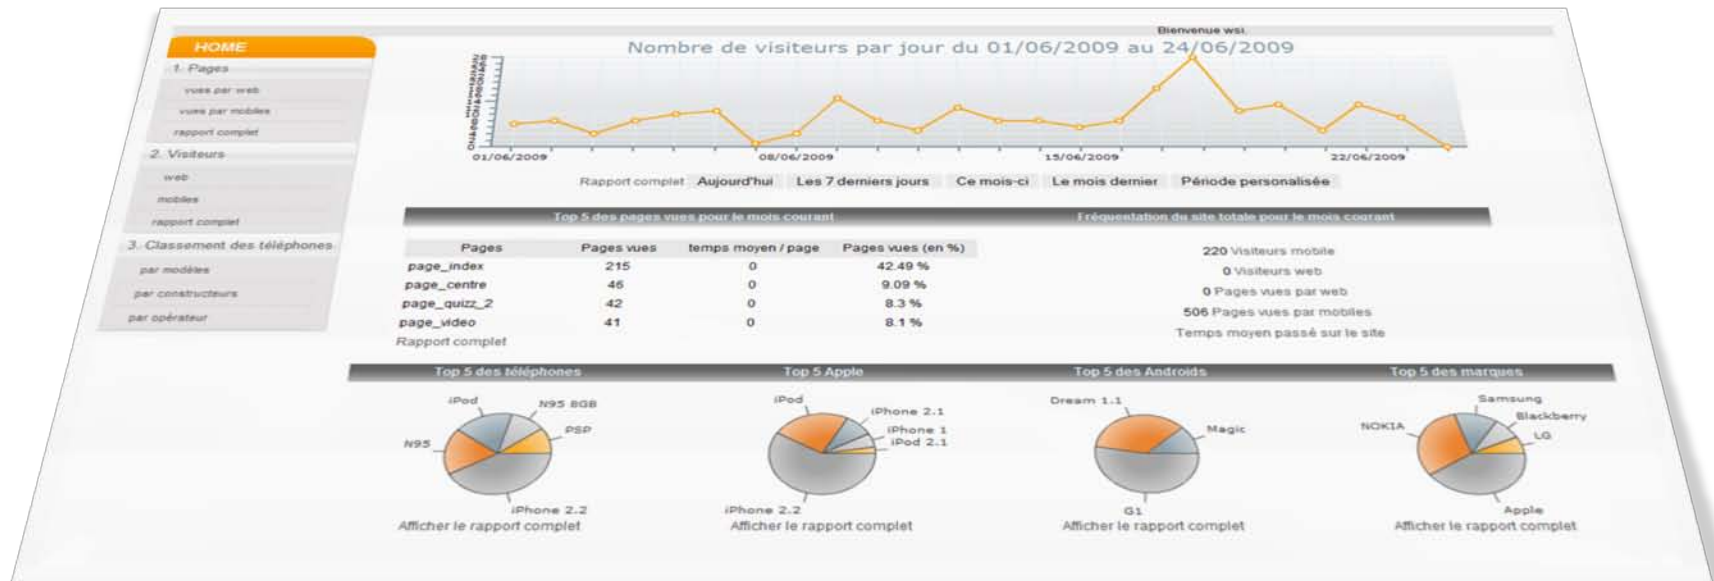 Bienvenue wsi.
HOME
1. Pages
vues par web
vues par mobiles
rapport complet
2. Visiteurs
web
mobiles
rapport complet
3. Classement des téléphones
par modèles
par constructeurs
par opérateur
Nombre de visiteurs par jour du 01/06/2009 au 24/06/2009
01/06/2009 08/06/2009 15/06/2009 22/06/2009
Rapport complet Aujourd'hui Les 7 derniers jours Ce mois-ci Le mois dernier Période personalisée
Top 5 des pages vues pour le mois courant
Pages Pages vues temps moyen / page Pages vues (en %)
page_index 215 0 42.49 %
page_centre 46 0 9.09 %
page_quizz_2 42 0 8.3 %
page_video 41 0 8.1 %
Rapport complet
Fréquentation du site totale pour le mois courant
220 Visiteurs mobile
0 Visiteurs web
0 Pages vues par web
506 Pages vues par mobiles
Temps moyen passé sur le site
Top 5 des téléphones
iPod
N95 8GB
PSP
N95
iPhone 2.2
Afficher le rapport complet
Top 5 Apple
iPod
iPhone 2.1
iPhone 1
iPod 2.1
iPhone 2.2
Afficher le rapport complet
Top 5 des Androids
Dream 1.1
Magic
G1
Afficher le rapport complet
Top 5 des marques
Samsung
Blackberry
NOKIA
LG
Apple
Afficher le rapport complet